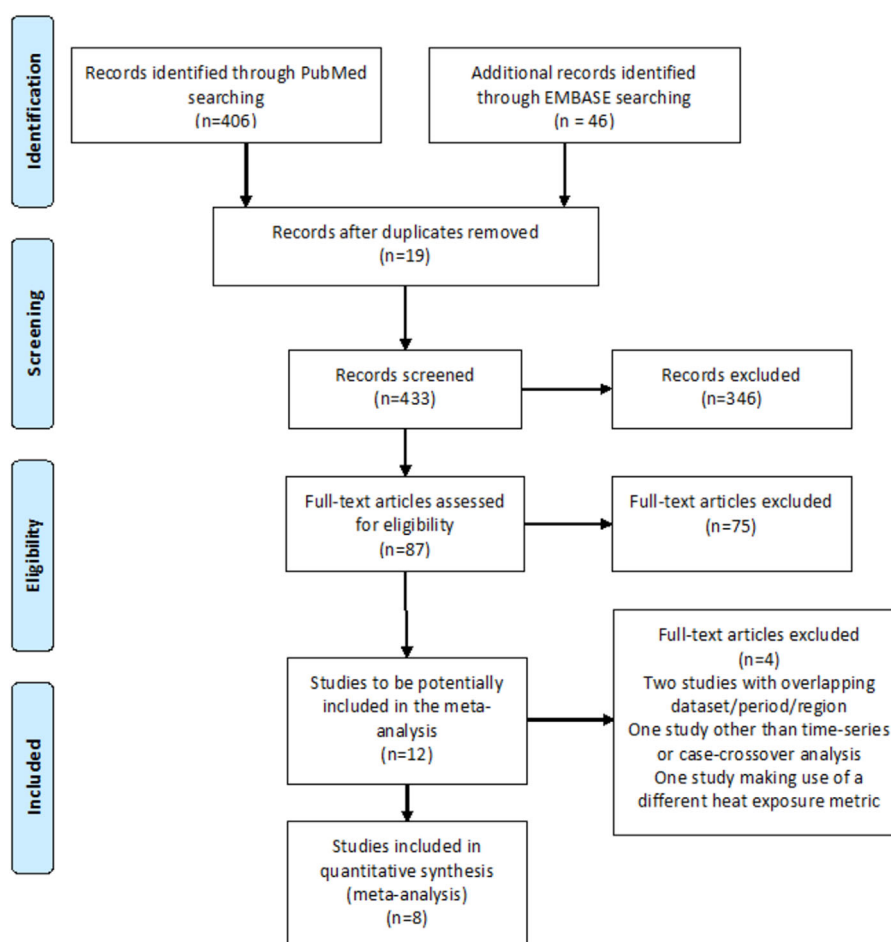 Identification
Records identified through PubMed
searching
(n=406)
Additional records identified
through EMBASE searching
(n = 46)
Records after duplicates removed
(n=19)
Screening
Records screened
(n=433)
Records excluded
(n=346)
Eligibility
Full-text articles assessed
for eligibility
(n=87)
Full-text articles excluded
(n=75)
Included
Studies to be potentially
included in the meta-
analysis
(n=12)
Full-text articles excluded
(n=4)
Two studies with overlapping
dataset/period/region
One study other than time-series
or case-crossover analysis
One study making use of a
different heat exposure metric
Studies included in
quantitative synthesis
(meta-analysis)
(n=8)